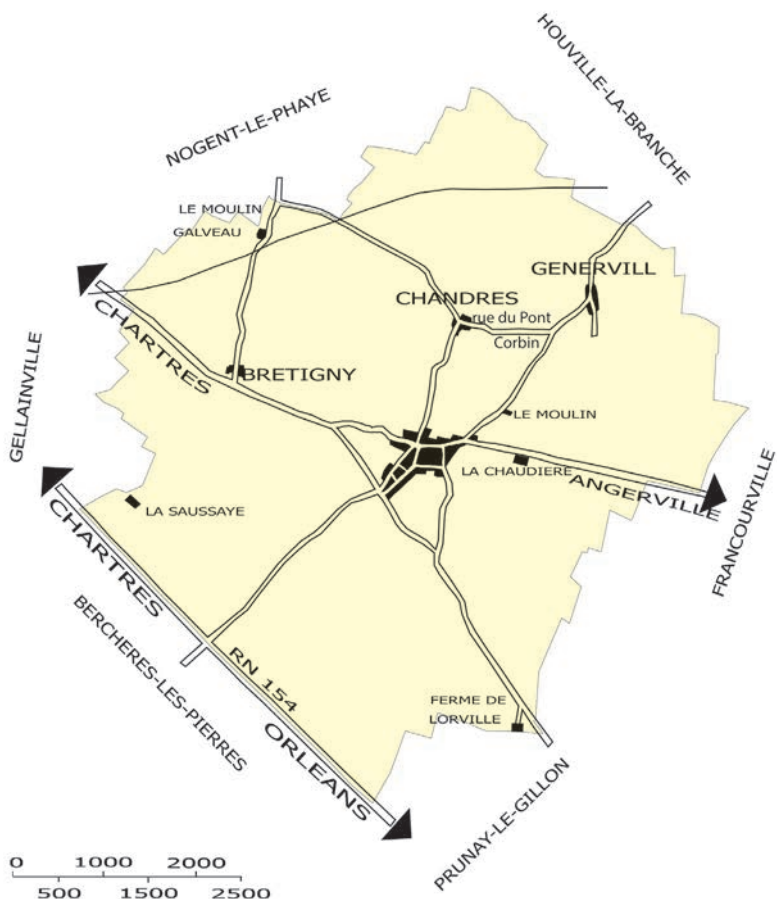 HOUVILLE-LA-BRANCHE
NOGENT-LE-PHAYE
LE MOULIN
GALVEAU
GENERVILL
CHANDRES
rue du Pont
Corbin
CHARTRES
GELLAINVILLE
BRETIGNY
LE MOULIN
LA CHAUDIERE
ANGERVILLE
FRANCOURVILLE
LA SAUSSAYE
CHARTRES
BERCHERES-LES-PIERRES
RN 154
FERME DE
LORVILLE
ORLEANS
PRUNAY-LE-GILLON
0 1000 2000
500 1500 2500